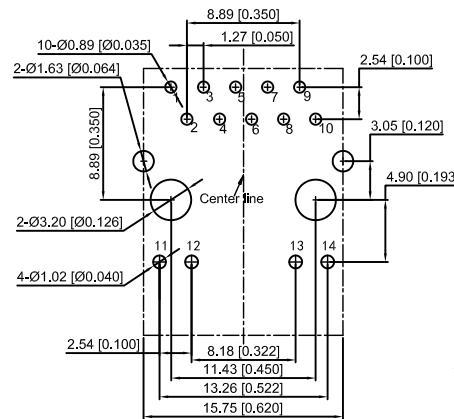 8.89 [0.350]
10-Ø0.89 [Ø0.035]
1.27 [0.050]
2-Ø1.63 [Ø0.064]
2.54 [0.100]
1 3 5 7 9
2 4 6 8 10
8.89 [0.350]
3.05 [0.120]
4.90 [0.193]
Center line
2-Ø3.20 [Ø0.126]
11 12 13 14
4-Ø1.02 [Ø0.040]
2.54 [0.100]
8.18 [0.322]
11.43 [0.450]
13.26 [0.522]
15.75 [0.620]